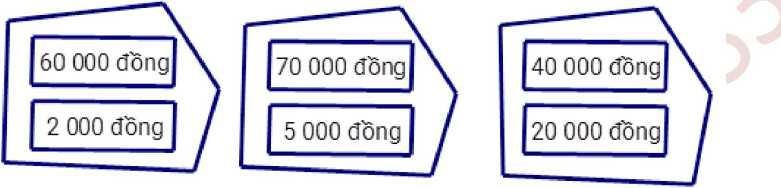 60 000 đồng
2 000 đồng
70 000 đồng
5 000 đồng
40 000 đồng
20 000 đồng